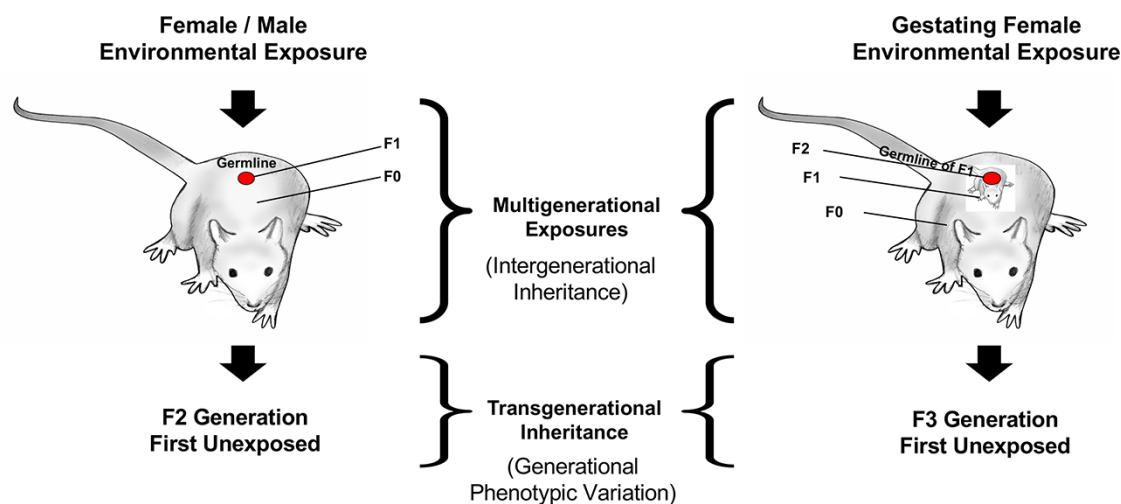 Female / Male
Environmental Exposure
Germline
F1
F0
F2 Generation
First Unexposed
Multigenerational
Exposures
(Intergenerational
Inheritance)
Transgenerational
Inheritance
(Generational
Phenotypic Variation)
Gestating Female
Environmental Exposure
F2
Germline of F1
F1
F0
F3 Generation
First Unexposed